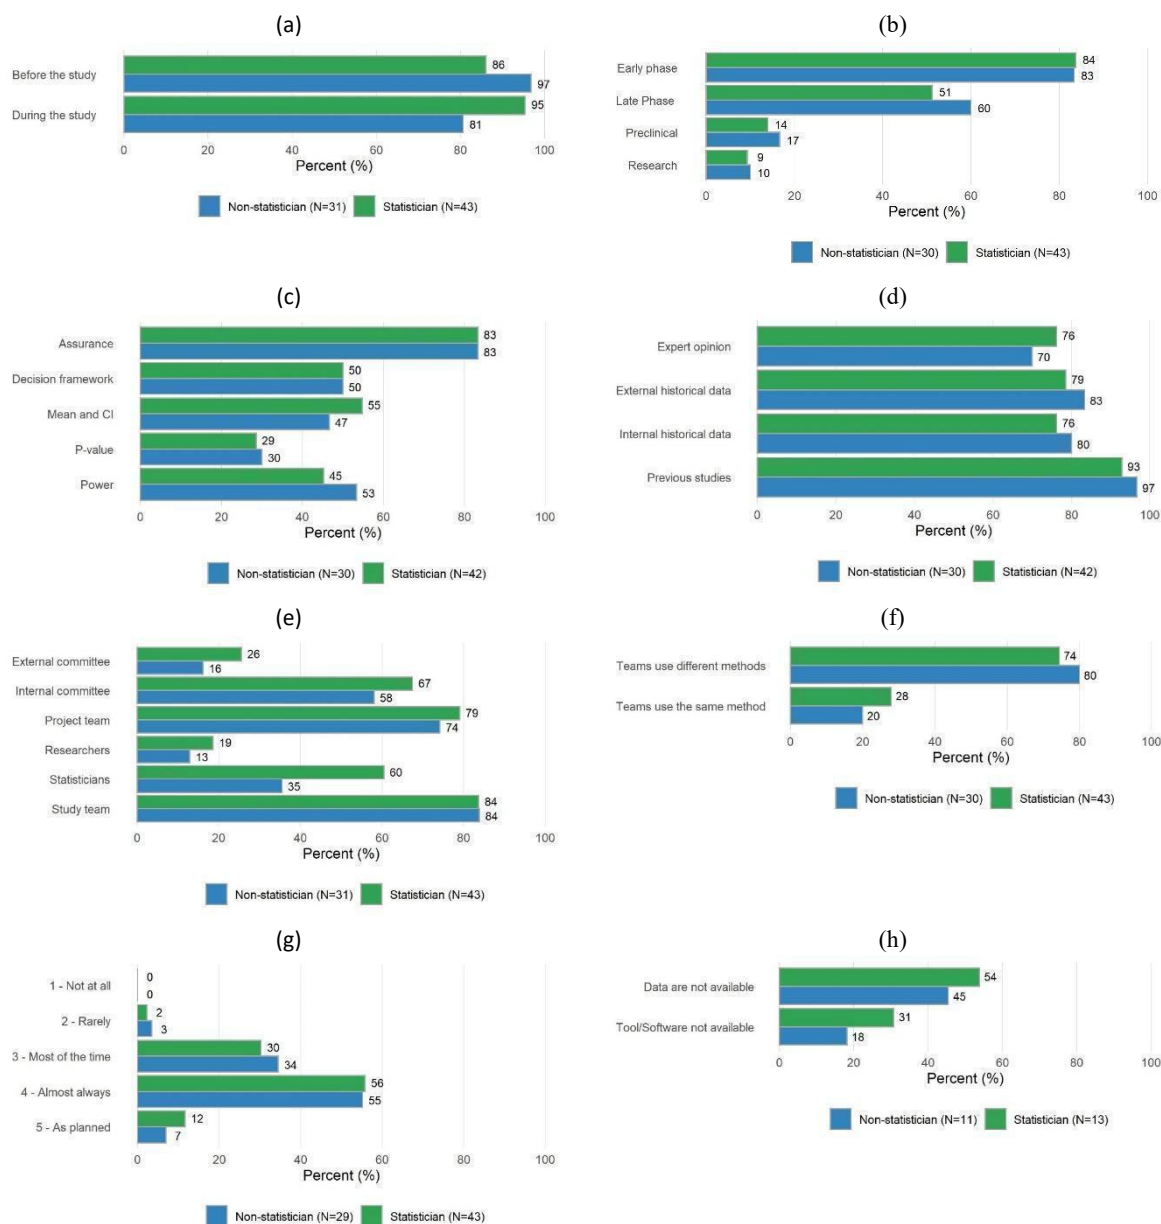 (a)
Before the study
86
97
During the study
95
81
0 20 40 60 80 100
Percent (%)
Non-statistician (N=31) Statistician (N=43)
(b)
Early phase
84
83
Late Phase
51
60
Preclinical
14
17
Research
9
10
0 20 40 60 80 100
Percent (%)
Non-statistician (N=30) Statistician (N=43)
(c)
Assurance
83
83
Decision framework
50
50
Mean and CI
55
47
P-value
29
30
Power
45
53
0 20 40 60 80 100
Percent (%)
Non-statistician (N=30) Statistician (N=42)
(d)
Expert opinion
76
70
External historical data
79
83
Internal historical data
76
80
Previous studies
93
97
0 20 40 60 80 100
Percent (%)
Non-statistician (N=30) Statistician (N=42)
(e)
External committee
26
16
Internal committee
67
58
Project team
79
74
Researchers
19
13
Statisticians
60
35
Study team
84
84
0 20 40 60 80 100
Percent (%)
Non-statistician (N=31) Statistician (N=43)
(f)
Teams use different methods
74
80
Teams use the same method
28
20
0 20 40 60 80 100
Percent (%)
Non-statistician (N=30) Statistician (N=43)
(g)
1 - Not at all
0
0
2 - Rarely
2
3
3 - Most of the time
30
34
4 - Almost always
56
55
5 - As planned
12
7
0 20 40 60 80 100
Percent (%)
Non-statistician (N=29) Statistician (N=43)
(h)
Data are not available
54
45
Tool/Software not available
31
18
0 20 40 60 80 100
Percent (%)
Non-statistician (N=11) Statistician (N=13)